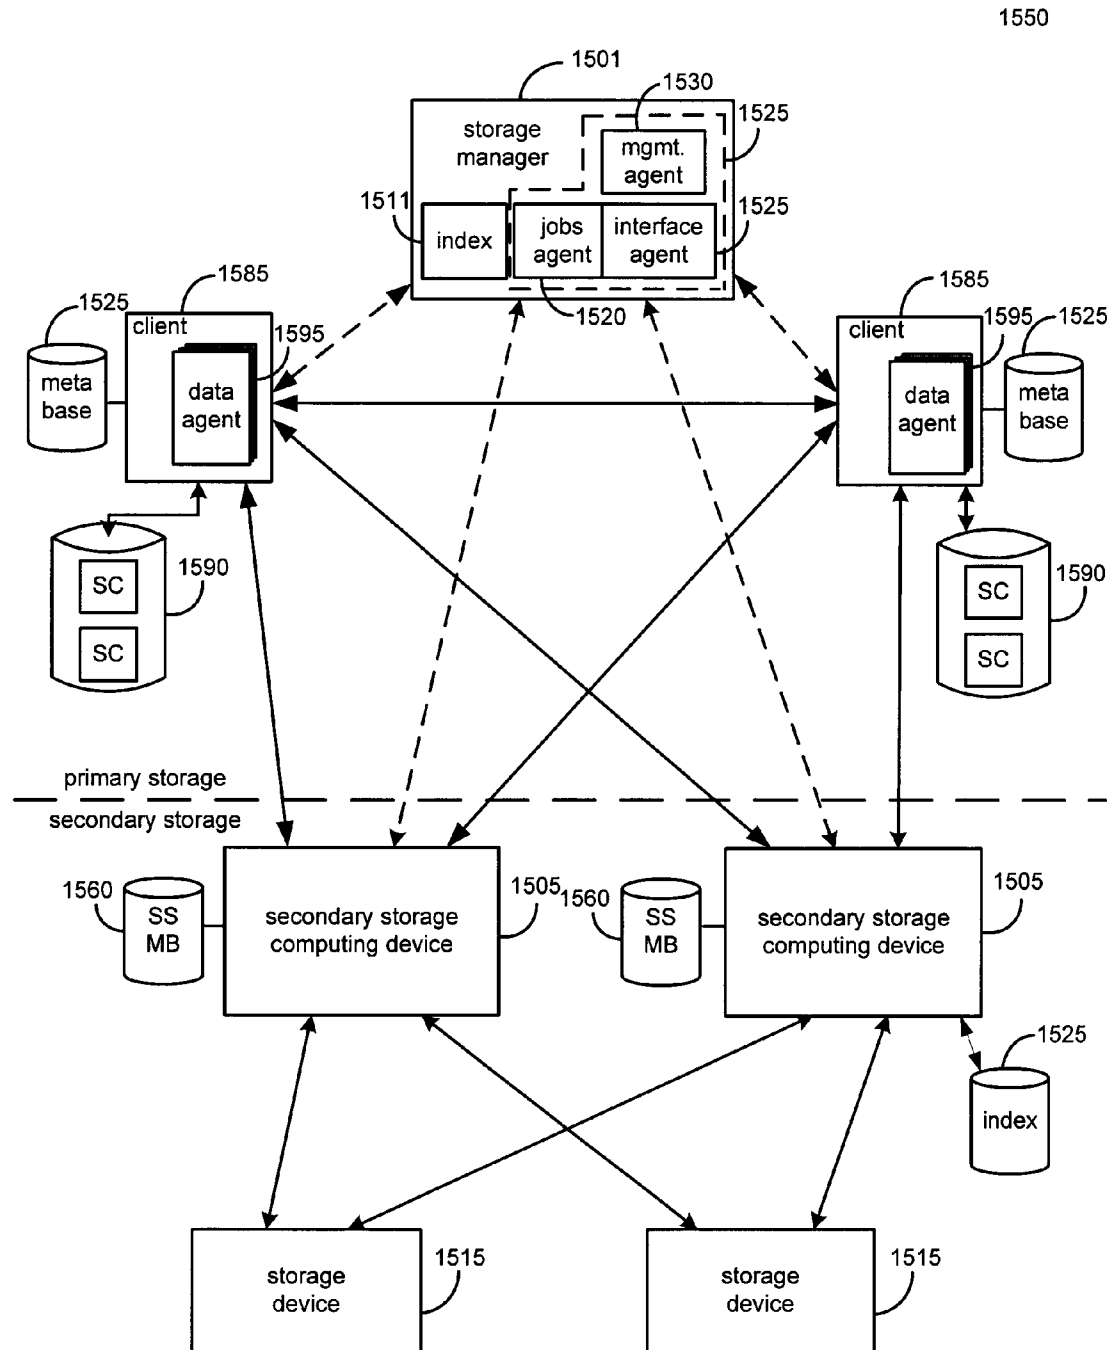 1550
1501
1530
storage
manager
1525
mgmt.
agent
1511
index
jobs
agent
interface
agent
1525
1520
1585
client
1525
1595
meta
base
data
agent
1585
client
1595
1525
data
agent
meta
base
SC
SC
1590
SC
SC
1590
primary storage
secondary storage
1560
SS
MB
secondary storage
computing device
1505
1560
SS
MB
secondary storage
computing device
1505
1525
index
storage
device
1515
storage
device
1515